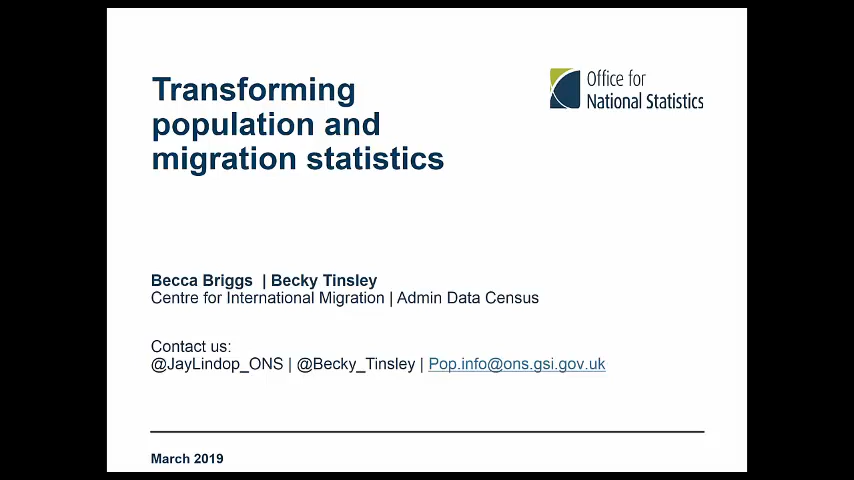 Transforming
population and
migration statistics
Office for
National Statistics
Becca Briggs | Becky Tinsley
Centre for International Migration | Admin Data Census
Contact us:
@JayLindop_ONS | @Becky_Tinsley | Pop.info@ons.gsi.gov.uk
March 2019